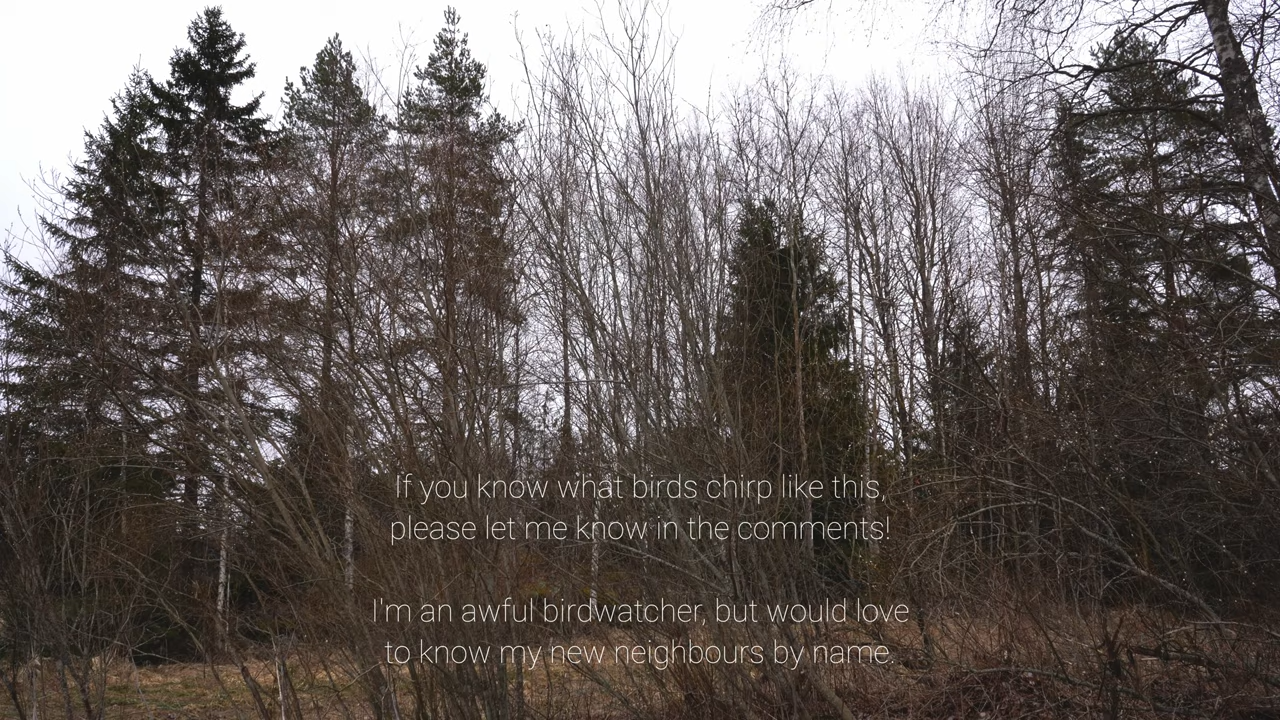 If you know what birds chirp like this,
please let me know in the comments!
I'm an awful birdwatcher, but would love
to know my new neighbours by name.